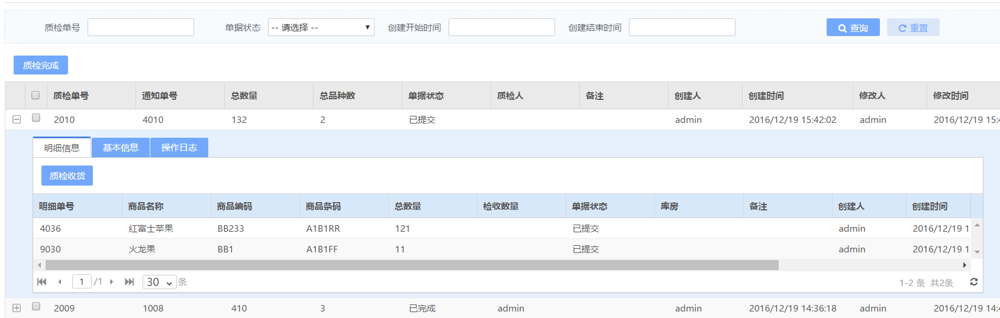 质检单号 单据状态 -- 请选择 -- 创建开始时间 创建结束时间 查询 重置
质检完成
质检单号 通知单号 总数量 总品种数 单据状态 质检人 备注 创建人 创建时间 修改人 修改时间
2010 4010 132 2 已提交 admin 2016/12/19 15:42:02 admin 2016/12/19 15:4
明细信息 基本信息 操作日志
质检收货
明细单号 商品名称 商品编码 商品条码 总数量 检收数量 单据状态 库房 备注 创建人 创建时间
4036 红富士苹果 BB233 A1B1RR 121 已提交 admin 2016/12/19 1
9030 火龙果 BB1 A1B1FF 11 已提交 admin 2016/12/19 1
1 /1 30 条 1-2 条 共2条
2009 1008 410 3 已完成 admin admin 2016/12/19 14:36:18 admin 2016/12/19 14:4